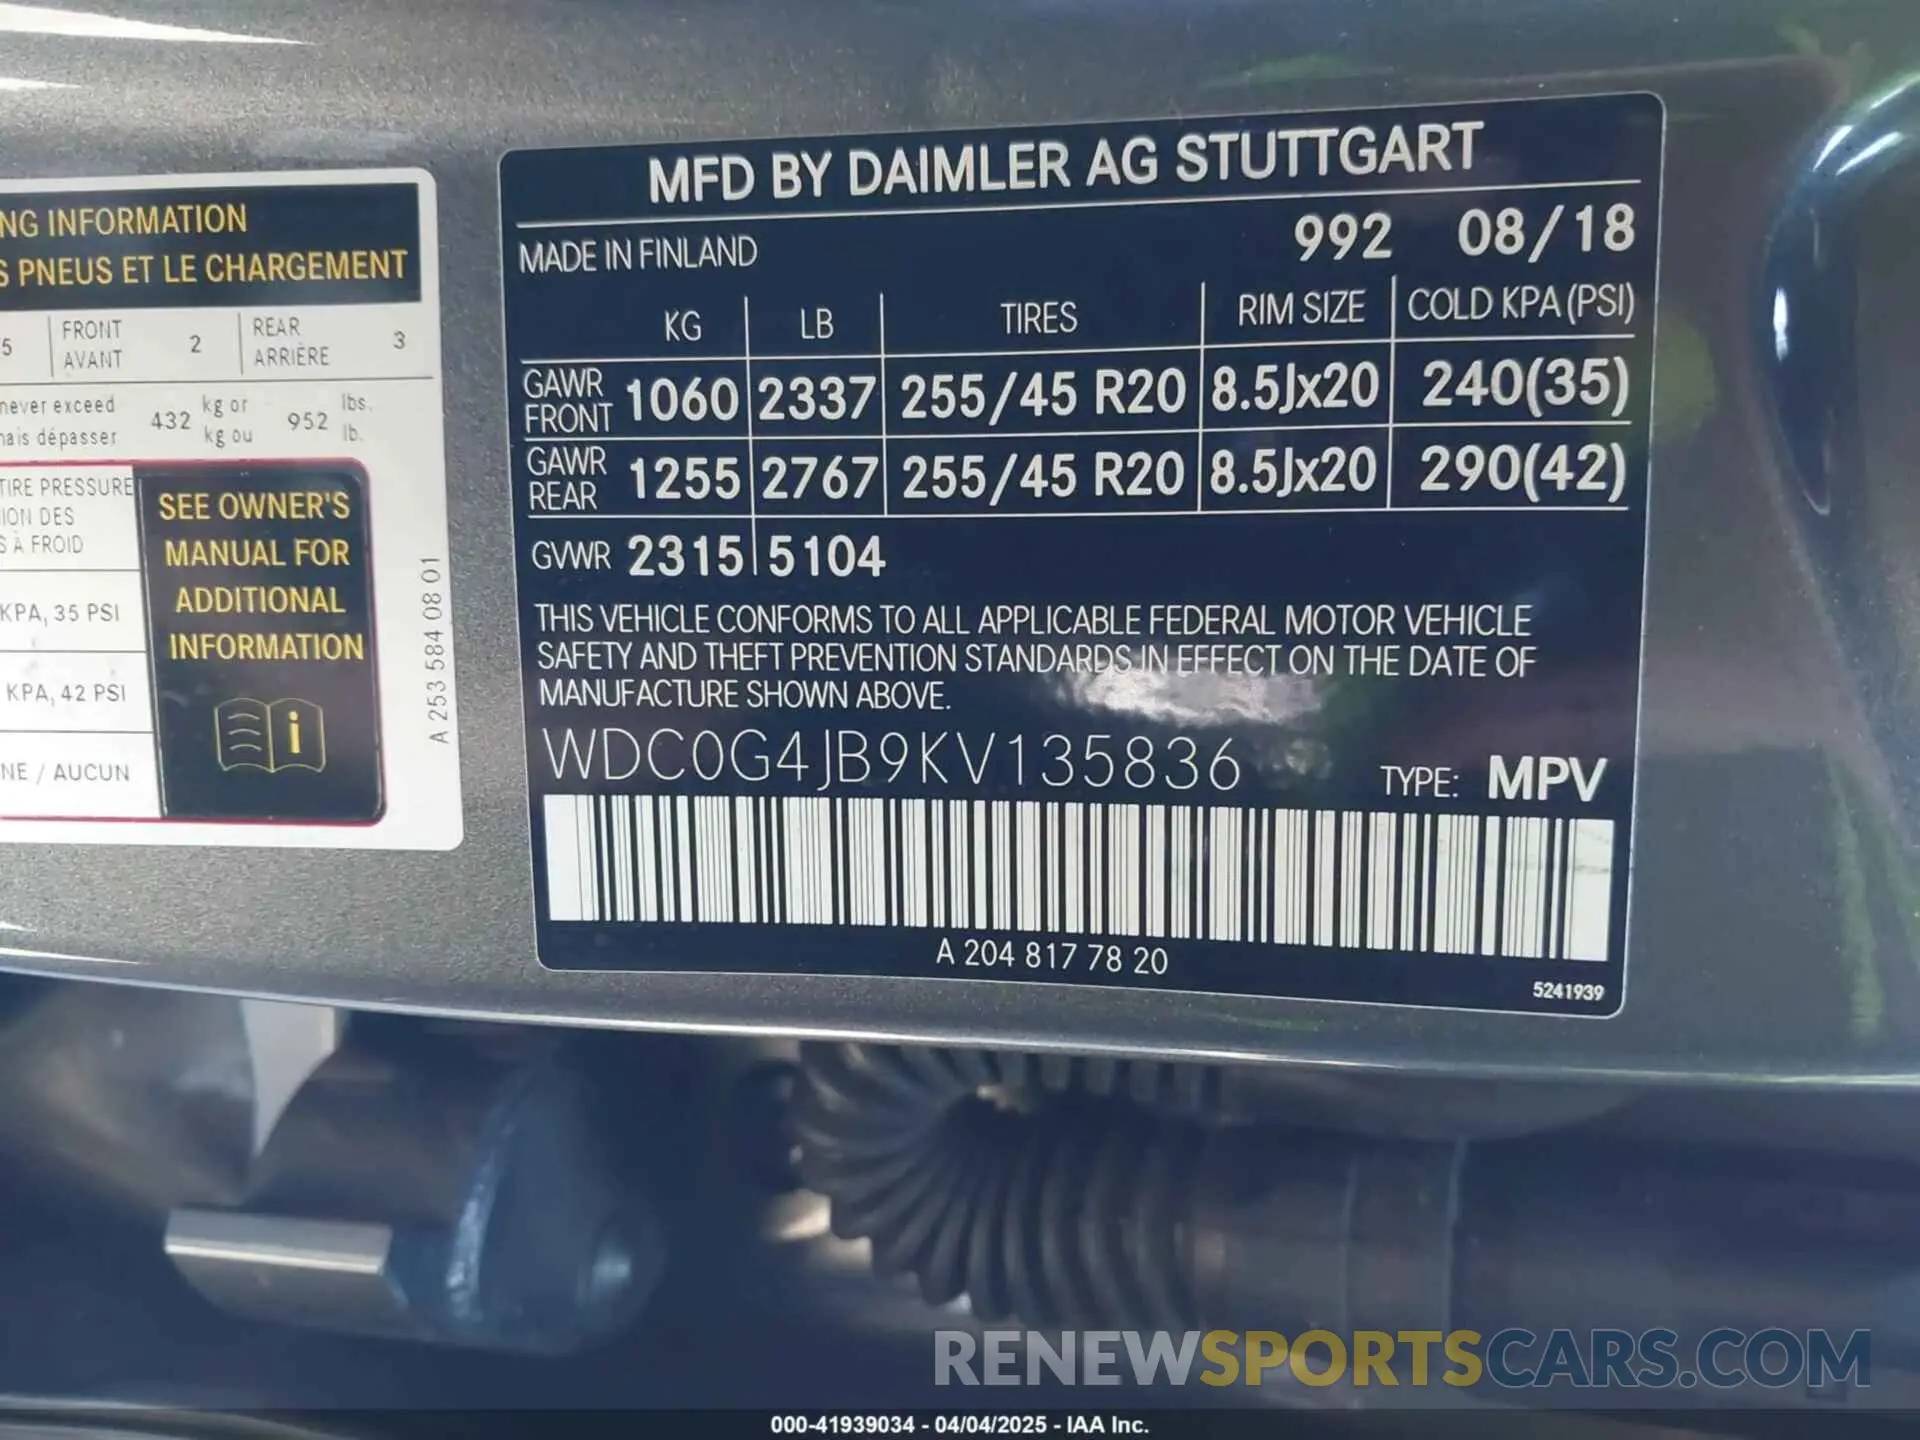 NG INFORMATION
S PNEUS ET LE CHARGEMENT
5 FRONT AVANT 2 REAR ARRIÈRE 3
never exceed
nais dépasser
432 kg or kg ou 952 lbs. lb.
TIRE PRESSURE
ION DES
S À FROID
KPA, 35 PSI
KPA, 42 PSI
NE / AUCUN
SEE OWNER'S
MANUAL FOR
ADDITIONAL
INFORMATION
i
A 253 584 08 01
MFD BY DAIMLER AG STUTTGART
MADE IN FINLAND 992 08/18
KG LB TIRES RIM SIZE COLD KPA (PSI)
GAWR FRONT 1060 2337 255/45 R20 8.5Jx20 240(35)
GAWR REAR 1255 2767 255/45 R20 8.5Jx20 290(42)
GVWR 2315 5104
THIS VEHICLE CONFORMS TO ALL APPLICABLE FEDERAL MOTOR VEHICLE
SAFETY AND THEFT PREVENTION STANDARDS IN EFFECT ON THE DATE OF
MANUFACTURE SHOWN ABOVE.
WDC0G4JB9KV135836 TYPE: MPV
A 204 817 78 20
5241939
RENEWSPORTSCARS.COM
000-41939034 - 04/04/2025 - IAA Inc.